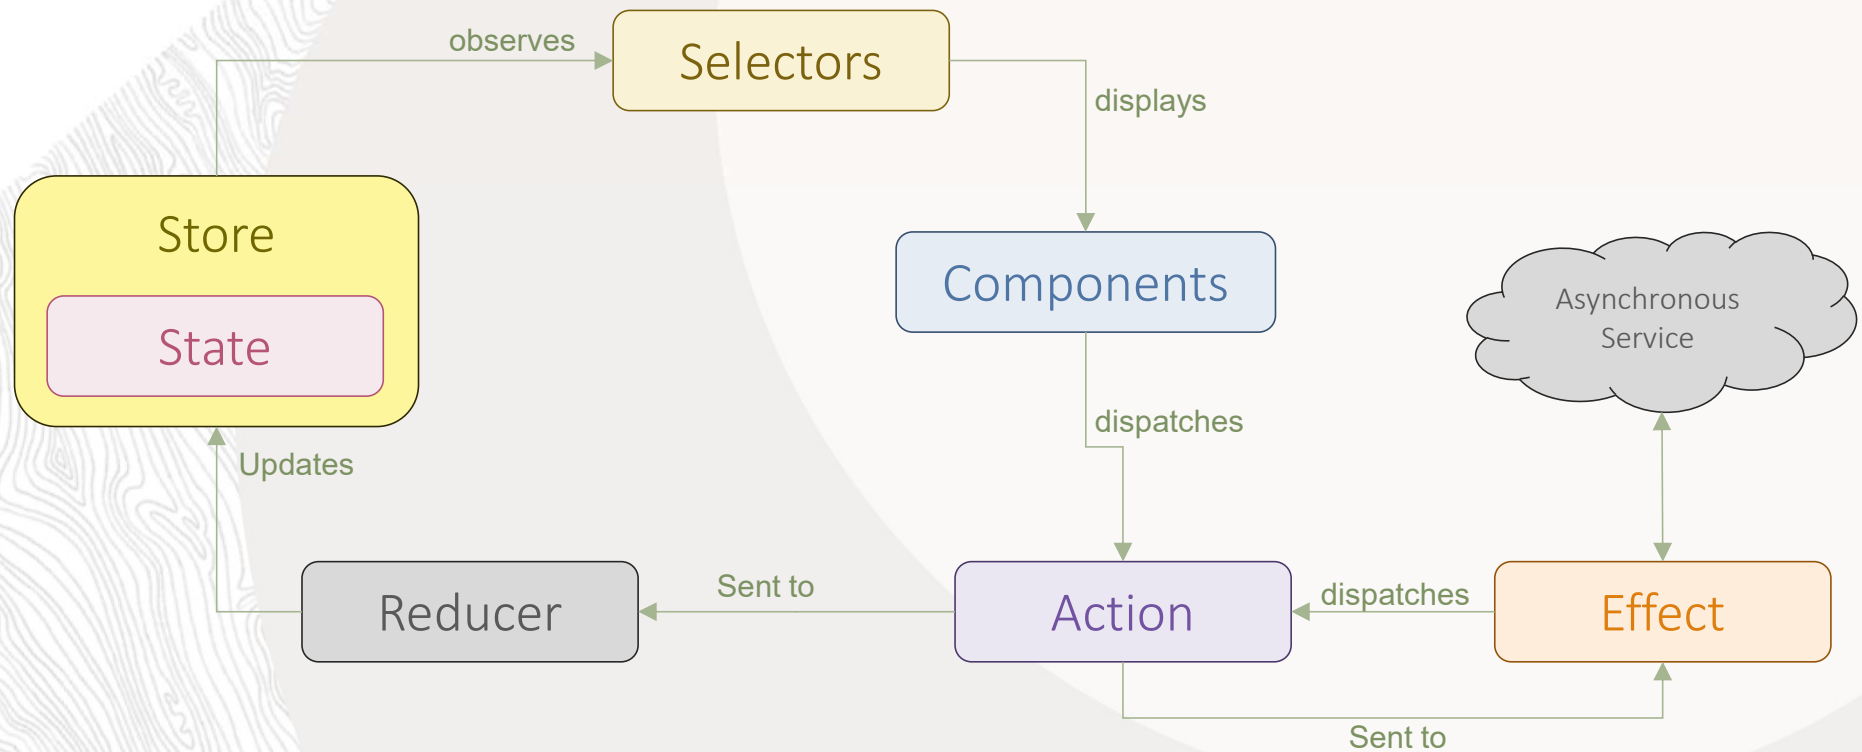 observes
Selectors
displays
Store
State
Components
Asynchronous
Service
dispatches
Updates
Reducer
Sent to
Action
dispatches
Effect
Sent to